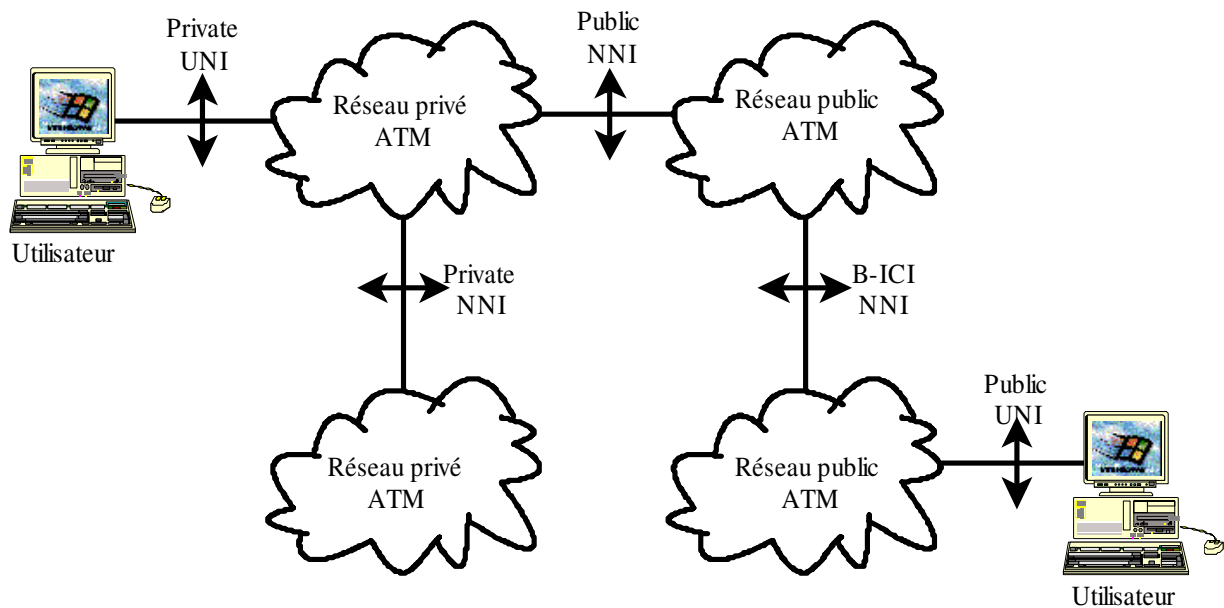 Private
UNI
Public
NNI
Réseau privé
ATM
Réseau public
ATM
Utilisateur
Private
NNI
B-ICI
NNI
Public
UNI
Réseau privé
ATM
Réseau public
ATM
Utilisateur